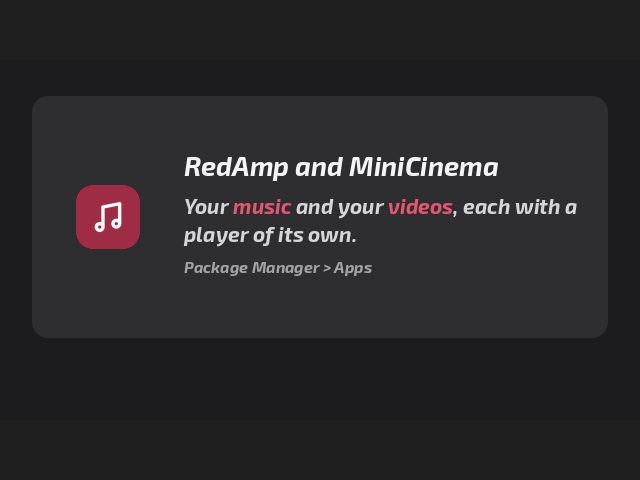 RedAmp and MiniCinema
Your music and your videos, each with a
player of its own.
Package Manager > Apps